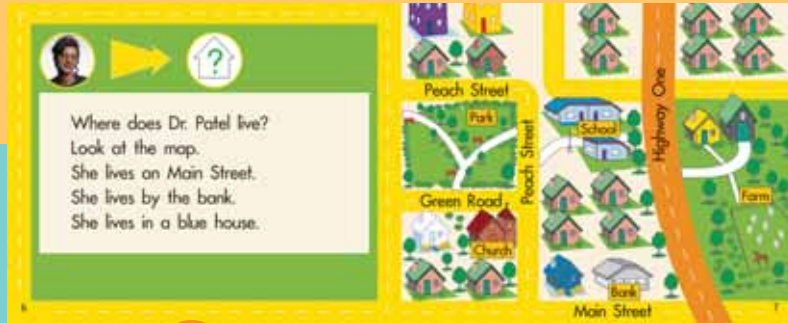 ?
Where does Dr. Patel live?
Look at the map.
She lives on Main Street.
She lives by the bank.
She lives in a blue house.
6
Peach Street
Park
Peach Street
School
Highway One
Green Road
Church
Farm
Bank
Main Street
7